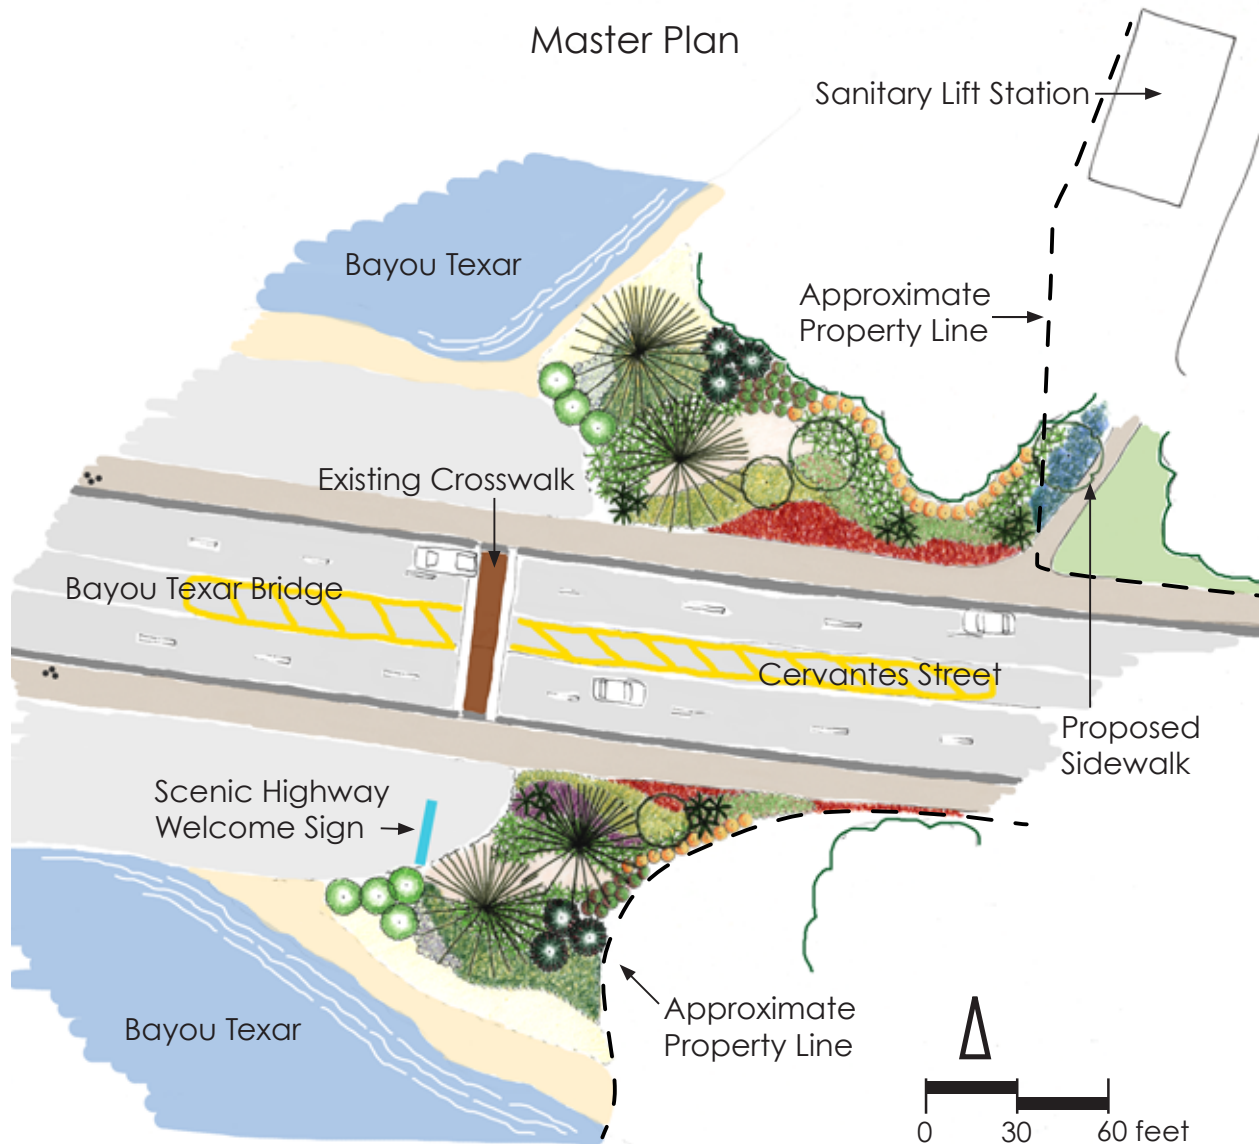 Master Plan
Sanitary Lift Station
Bayou Texar
Approximate
Property Line
Existing Crosswalk
Bayou Texar Bridge
Cervantes Street
Proposed
Sidewalk
Scenic Highway
Welcome Sign
Approximate
Property Line
Bayou Texar
0 30 60 feet